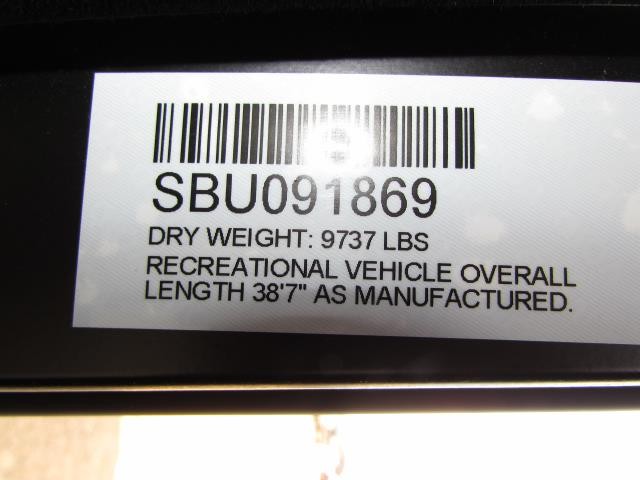 SBU091869
DRY WEIGHT: 9737 LBS
RECREATIONAL VEHICLE OVERALL
LENGTH 38'7" AS MANUFACTURED.